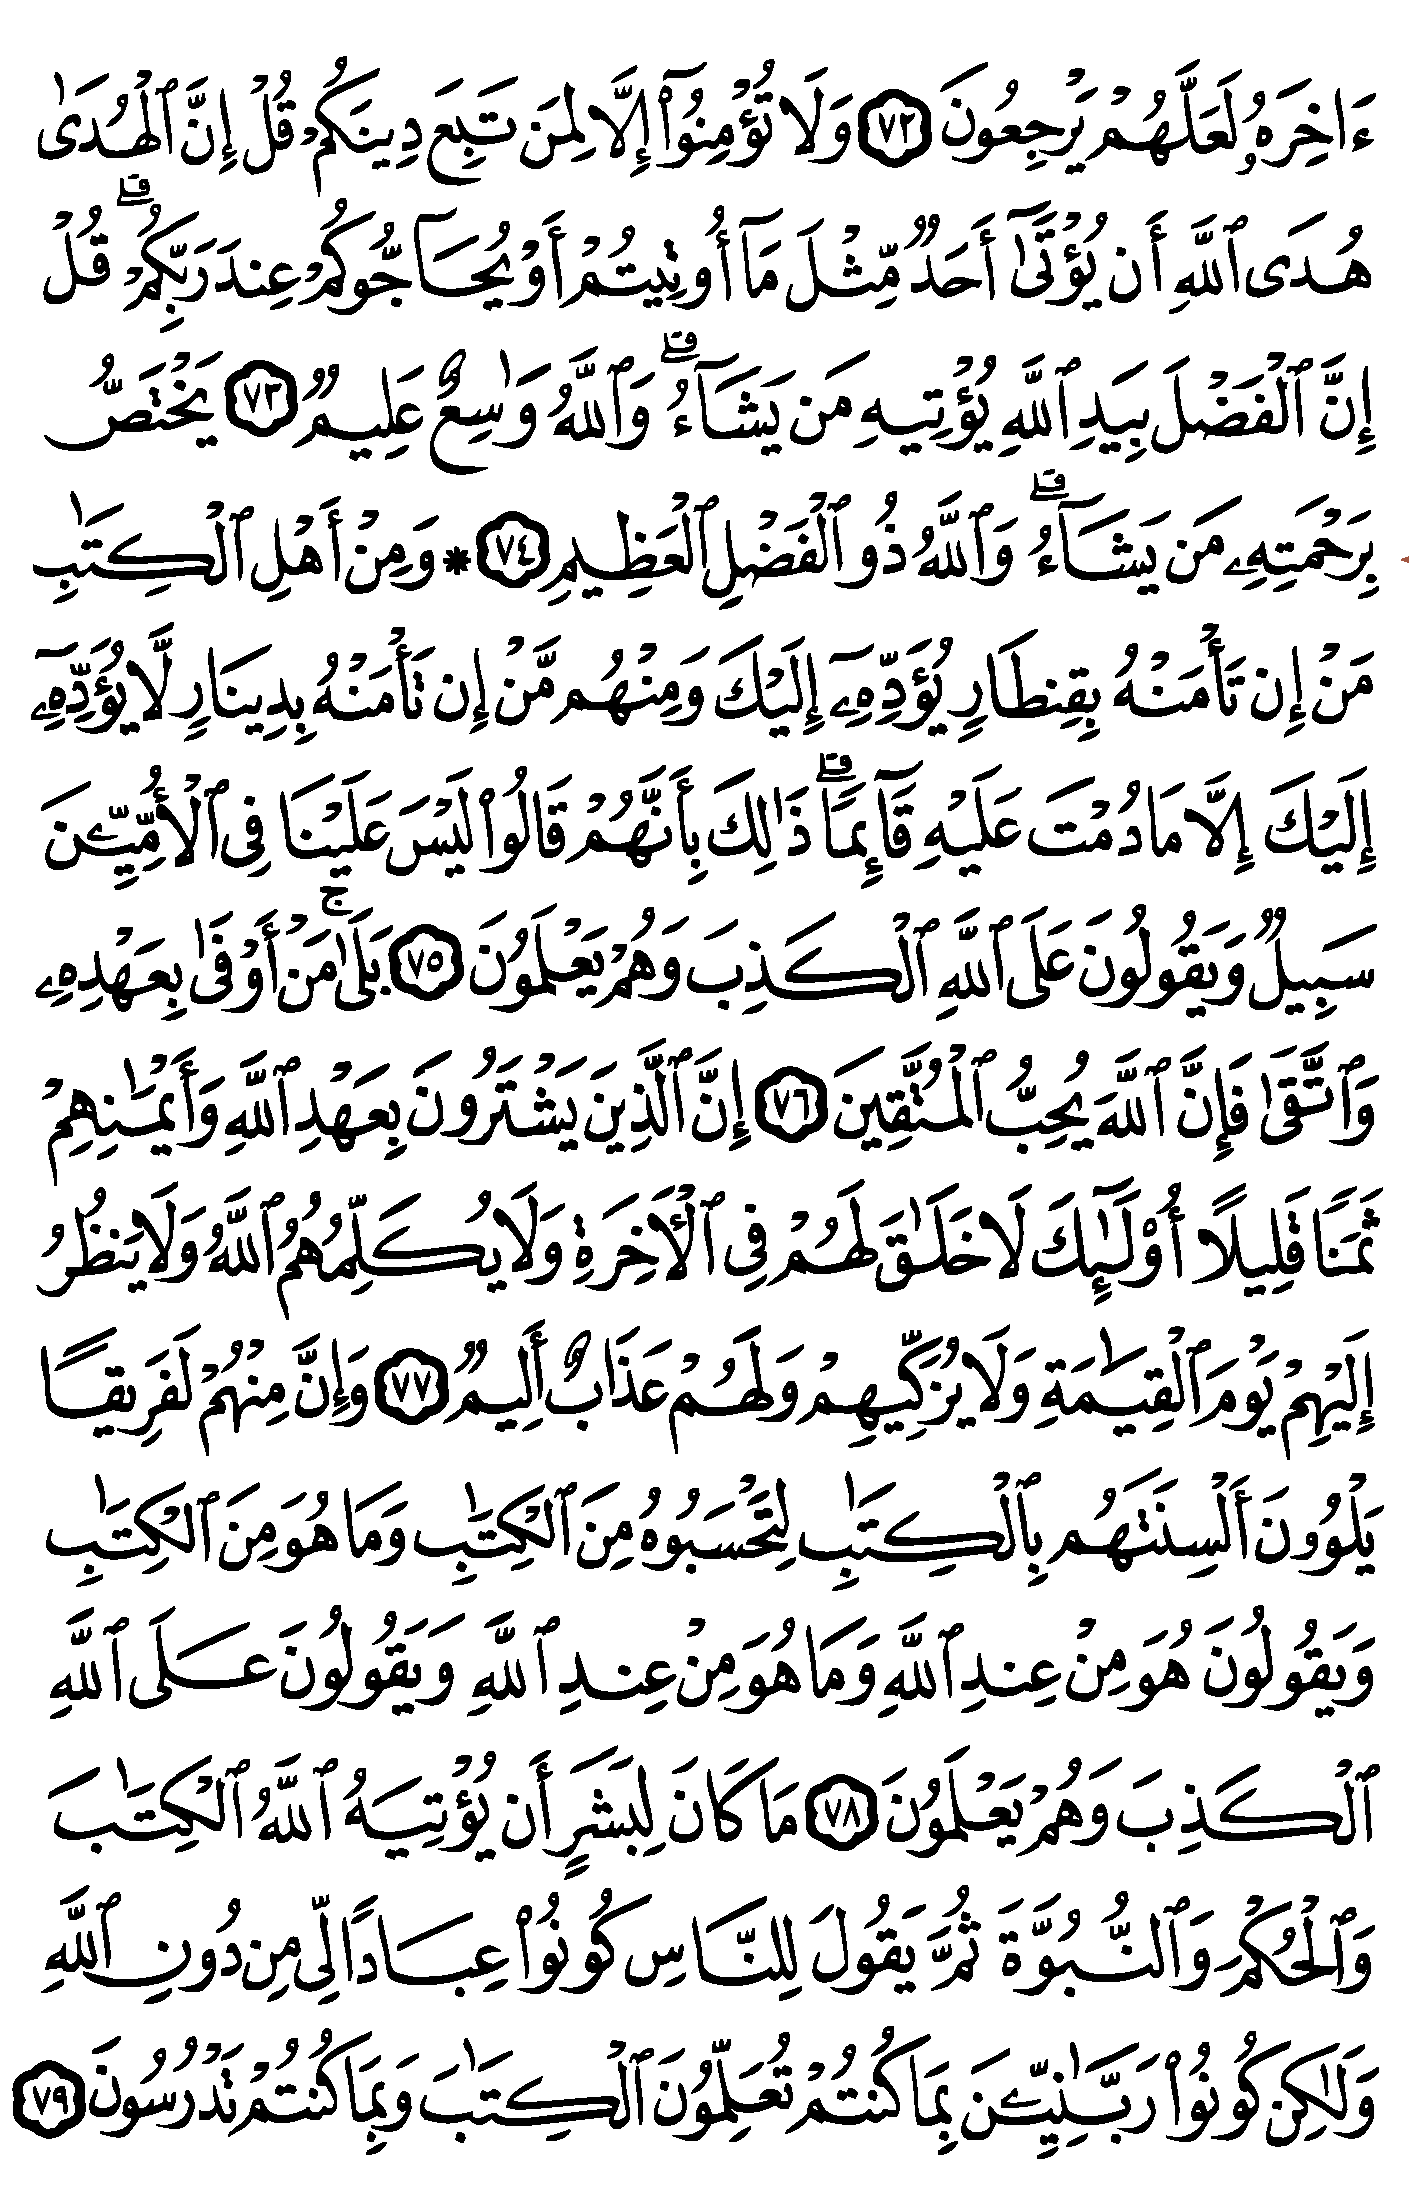 ءَاخِرَهُۥ لَعَلَّهُمْ يَرْجِعُونَ ٧٢ وَلَا تُؤْمِنُوٓا۟ إِلَّا لِمَن تَبِعَ دِينَكُمْ قُلْ إِنَّ ٱلْهُدَىٰ
هُدَى ٱللَّهِ أَن يُؤْتَىٰٓ أَحَدٌ مِّثْلَ مَآ أُوتِيتُمْ أَوْ يُحَآجُّوكُمْ عِندَ رَبِّكُمْ ۗ قُلْ
إِنَّ ٱلْفَضْلَ بِيَدِ ٱللَّهِ يُؤْتِيهِ مَن يَشَآءُ ۗ وَٱللَّهُ وَٰسِعٌ عَلِيمٌ ٧٣ يَخْتَصُّ
بِرَحْمَتِهِۦ مَن يَشَآءُ ۗ وَٱللَّهُ ذُو ٱلْفَضْلِ ٱلْعَظِيمِ ٧٤ * وَمِنْ أَهْلِ ٱلْكِتَٰبِ
مَنْ إِن تَأْمَنْهُ بِقِنطَارٍ يُؤَدِّهِۦٓ إِلَيْكَ وَمِنْهُم مَّنْ إِن تَأْمَنْهُ بِدِينَارٍ لَّا يُؤَدِّهِۦٓ
إِلَيْكَ إِلَّا مَا دُمْتَ عَلَيْهِ قَآئِمًا ۗ ذَٰلِكَ بِأَنَّهُمْ قَالُوا۟ لَيْسَ عَلَيْنَا فِى ٱلْأُمِّيِّـۧنَ
سَبِيلٌ وَيَقُولُونَ عَلَى ٱللَّهِ ٱلْكَذِبَ وَهُمْ يَعْلَمُونَ ٧٥ بَلَىٰ ۚ مَنْ أَوْفَىٰ بِعَهْدِهِۦ
وَٱتَّقَىٰ فَإِنَّ ٱللَّهَ يُحِبُّ ٱلْمُتَّقِينَ ٧٦ إِنَّ ٱلَّذِينَ يَشْتَرُونَ بِعَهْدِ ٱللَّهِ وَأَيْمَٰنِهِمْ
ثَمَنًا قَلِيلًا أُو۟لَٰٓئِكَ لَا خَلَٰقَ لَهُمْ فِى ٱلْـَٔاخِرَةِ وَلَا يُكَلِّمُهُمُ ٱللَّهُ وَلَا يَنظُرُ
إِلَيْهِمْ يَوْمَ ٱلْقِيَٰمَةِ وَلَا يُزَكِّيهِمْ وَلَهُمْ عَذَابٌ أَلِيمٌ ٧٧ وَإِنَّ مِنْهُمْ لَفَرِيقًا
يَلْوُۥنَ أَلْسِنَتَهُم بِٱلْكِتَٰبِ لِتَحْسَبُوهُ مِنَ ٱلْكِتَٰبِ وَمَا هُوَ مِنَ ٱلْكِتَٰبِ
وَيَقُولُونَ هُوَ مِنْ عِندِ ٱللَّهِ وَمَا هُوَ مِنْ عِندِ ٱللَّهِ وَيَقُولُونَ عَلَى ٱللَّهِ
ٱلْكَذِبَ وَهُمْ يَعْلَمُونَ ٧٨ مَا كَانَ لِبَشَرٍ أَن يُؤْتِيَهُ ٱللَّهُ ٱلْكِتَٰبَ
وَٱلْحُكْمَ وَٱلنُّبُوَّةَ ثُمَّ يَقُولَ لِلنَّاسِ كُونُوا۟ عِبَادًا لِّى مِن دُونِ ٱللَّهِ
وَلَٰكِن كُونُوا۟ رَبَّٰنِيِّـۧنَ بِمَا كُنتُمْ تُعَلِّمُونَ ٱلْكِتَٰبَ وَبِمَا كُنتُمْ تَدْرُسُونَ ٧٩